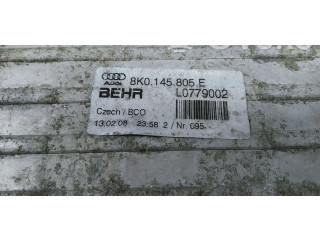 Audi 8K0.145.805 E
BEHR L0779002
Czech / BCO
13.02.08 23:58 2 / Nr. 095